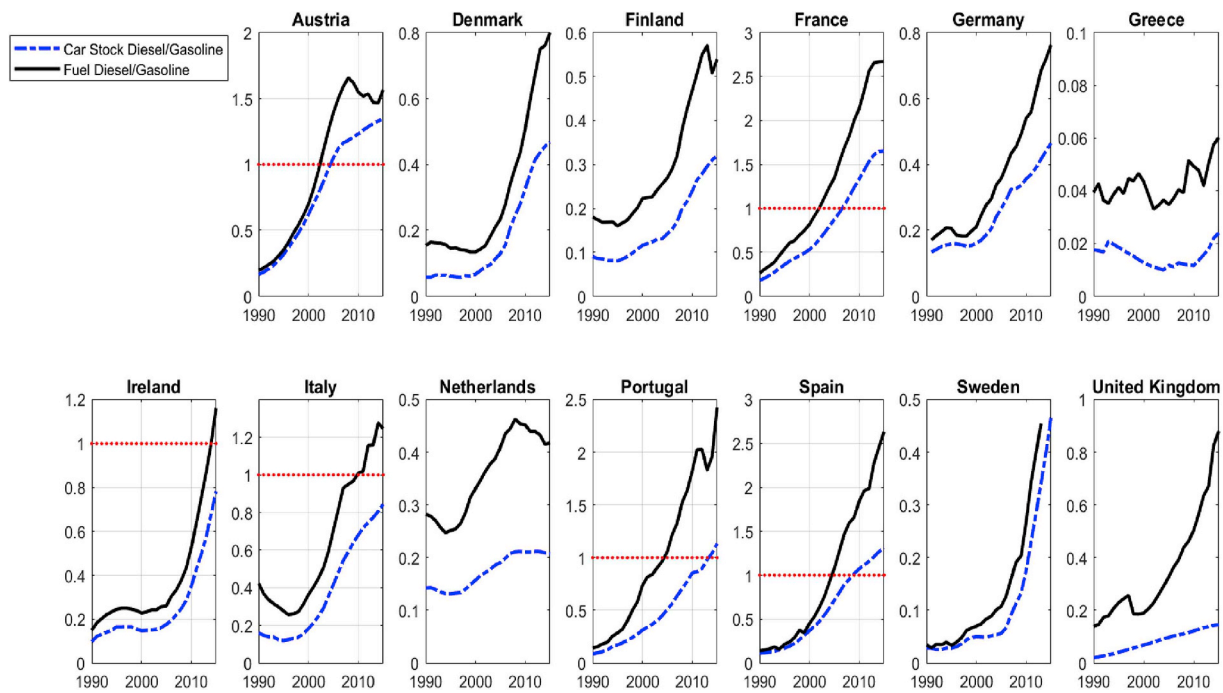 Austria
Denmark
Finland
France
Germany
Greece
Car Stock Diesel/Gasoline
Fuel Diesel/Gasoline
2
1.5
1
0.5
0
0.8
0.6
0.4
0.2
0
0.6
0.5
0.4
0.3
0.2
0.1
0
3
2.5
2
1.5
1
0.5
0
0.8
0.6
0.4
0.2
0
0.1
0.08
0.06
0.04
0.02
0
1990 2000 2010
1990 2000 2010
1990 2000 2010
1990 2000 2010
1990 2000 2010
1990 2000 2010
Ireland
Italy
Netherlands
Portugal
Spain
Sweden
United Kingdom
1.2
1
0.8
0.6
0.4
0.2
0
1.2
1
0.8
0.6
0.4
0.2
0
0.5
0.4
0.3
0.2
0.1
0
2.5
2
1.5
1
0.5
0
3
2.5
2
1.5
1
0.5
0
0.5
0.4
0.3
0.2
0.1
0
1
0.8
0.6
0.4
0.2
0
1990 2000 2010
1990 2000 2010
1990 2000 2010
1990 2000 2010
1990 2000 2010
1990 2000 2010
1990 2000 2010